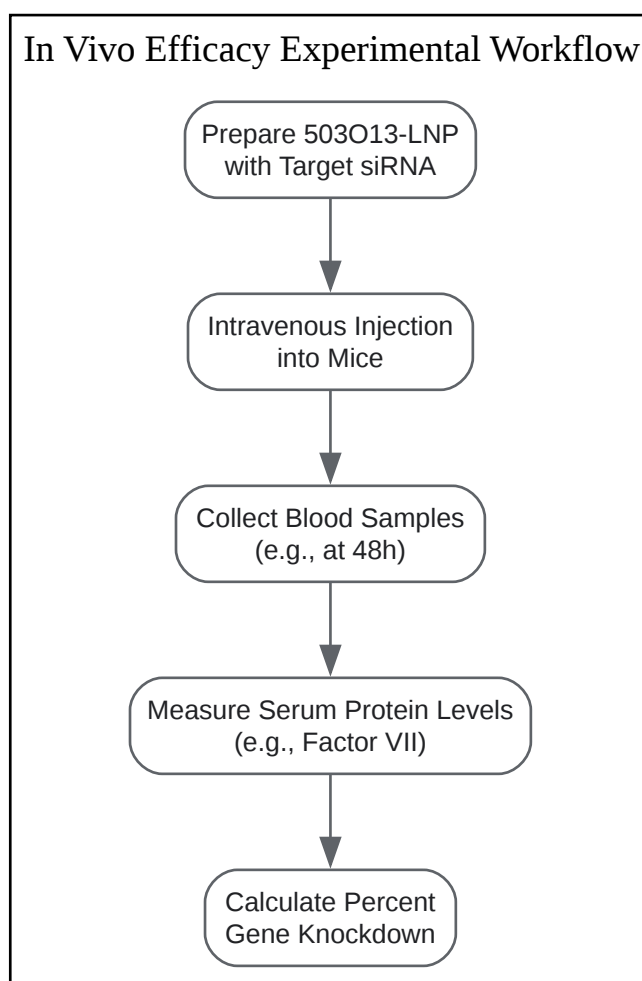 In Vivo Efficacy Experimental Workflow
Prepare 503O13-LNP
with Target siRNA
Intravenous Injection
into Mice
Collect Blood Samples
(e.g., at 48h)
Measure Serum Protein Levels
(e.g., Factor VII)
Calculate Percent
Gene Knockdown